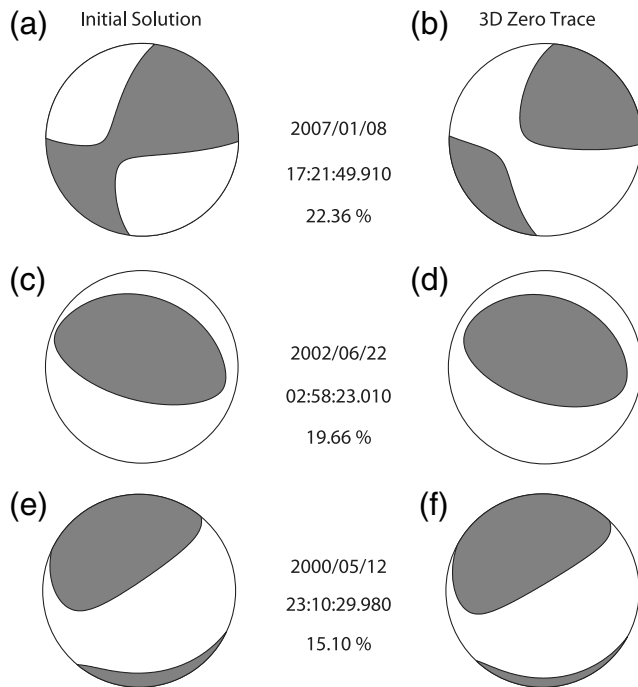 (a) Initial Solution
(b) 3D Zero Trace
2007/01/08
17:21:49.910
22.36 %
(c)
(d)
2002/06/22
02:58:23.010
19.66 %
(e)
(f)
2000/05/12
23:10:29.980
15.10 %